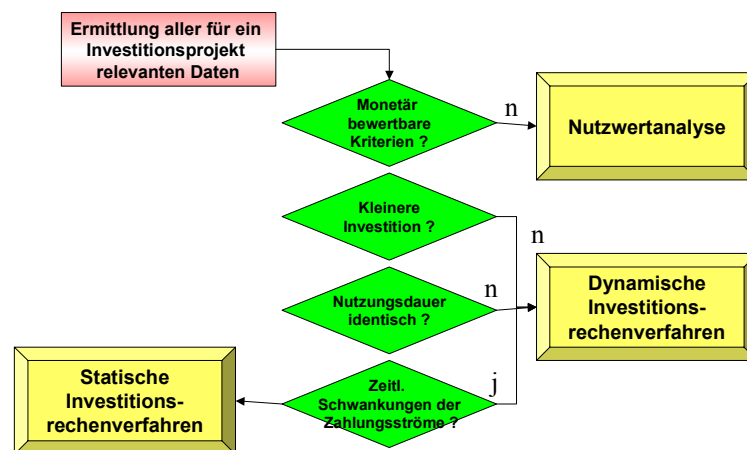 Ermittlung aller für ein
Investitionsprojekt
relevanten Daten
Monetär
bewertbare
Kriterien ?
n
Nutzwertanalyse
Kleinere
Investition ?
n
Nutzungsdauer
identisch ?
n
Dynamische
Investitions-
rechenverfahren
Zeitl.
Schwankungen der
Zahlungsströme ?
j
Statische
Investitions-
rechenverfahren